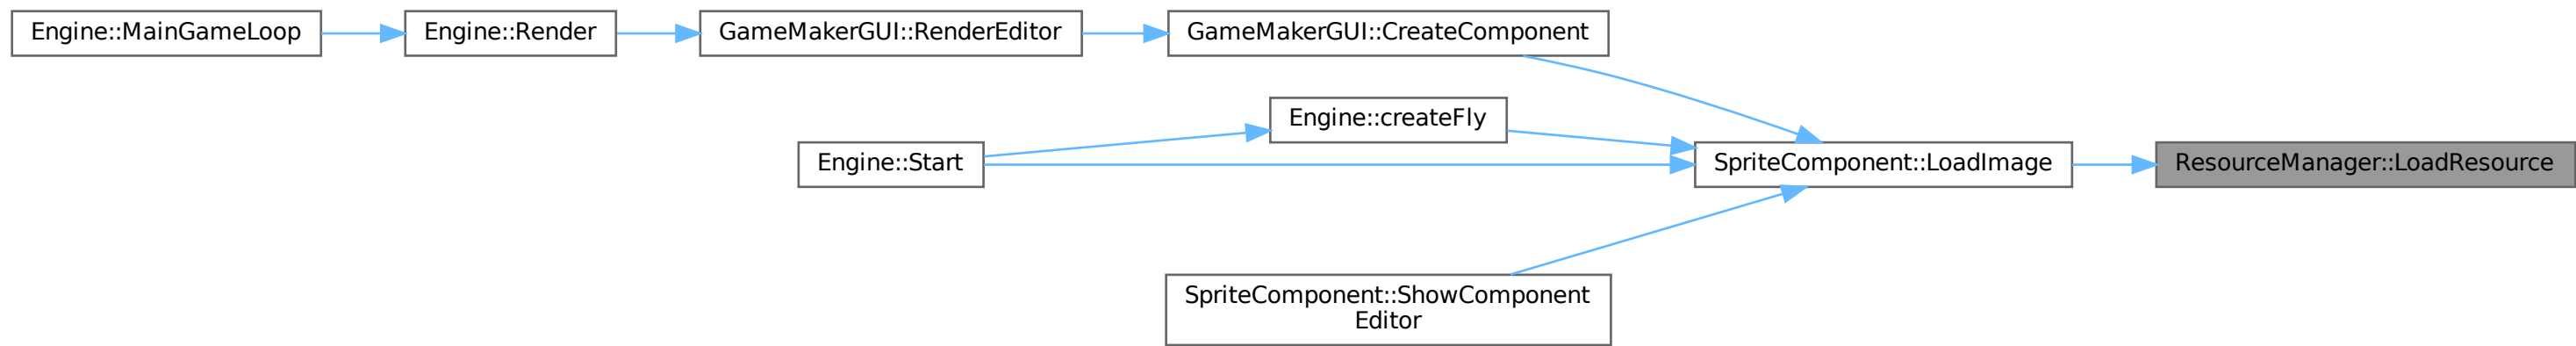 Engine::MainGameLoop
Engine::Render
GameMakerGUI::RenderEditor
GameMakerGUI::CreateComponent
Engine::createFly
Engine::Start
SpriteComponent::LoadImage
ResourceManager::LoadResource
SpriteComponent::ShowComponent
Editor